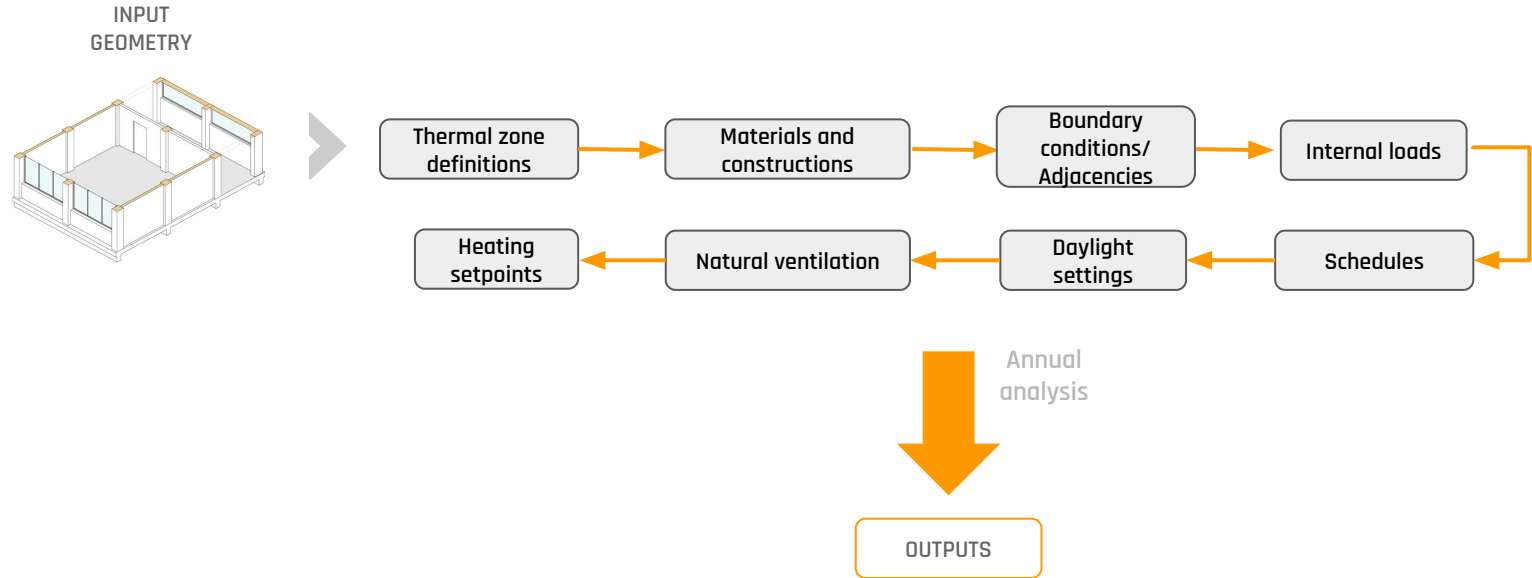 INPUT
GEOMETRY
Thermal zone
definitions
Materials and
constructions
Boundary
conditions/
Adjacencies
Internal loads
Heating
setpoints
Natural ventilation
Daylight
settings
Schedules
Annual
analysis
OUTPUTS